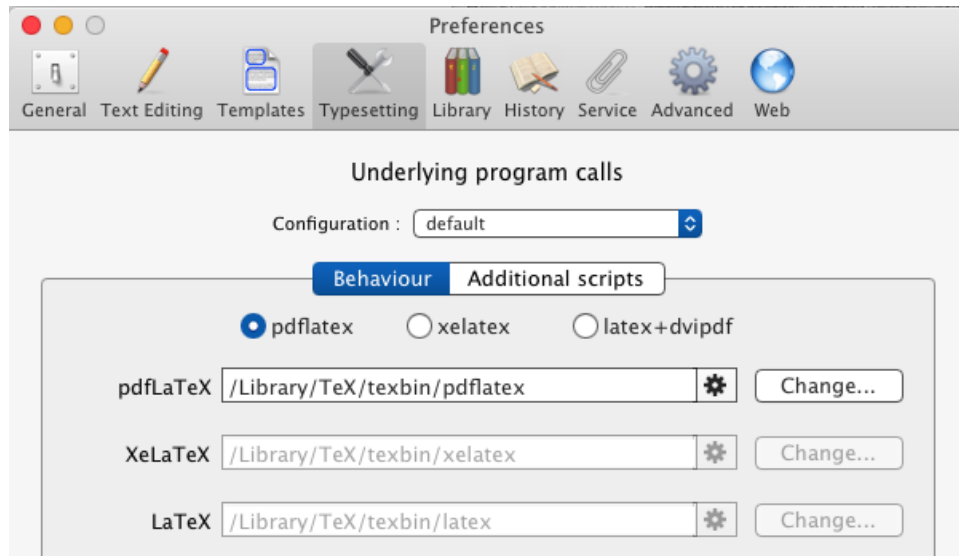 Preferences
General Text Editing Templates Typesetting Library History Service Advanced Web
Underlying program calls
Configuration : default
Behaviour Additional scripts
pdflatex xelatex latex+dvipdf
pdfLaTeX /Library/TeX/texbin/pdflatex Change...
XeLaTeX /Library/TeX/texbin/xelatex Change...
LaTeX /Library/TeX/texbin/latex Change...